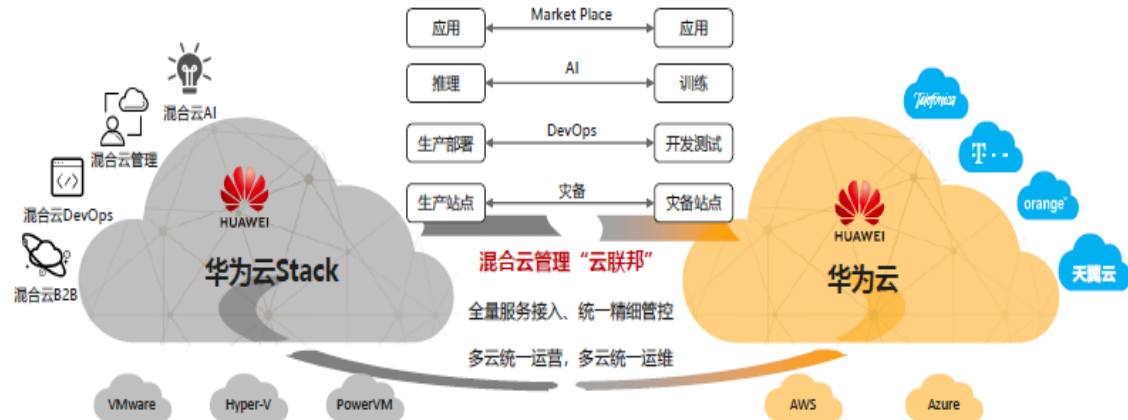 应用 Market Place 应用
推理 AI 训练
生产部署 DevOps 开发测试
生产站点 灾备 灾备站点
混合云AI
混合云管理
混合云DevOps
混合云B2B
HUAWEI
华为云Stack
混合云管理“云联邦”
全量服务接入、统一精细管控
多云统一运营，多云统一运维
HUAWEI
华为云
Telefónica
T
orange
天翼云
VMware
Hyper-V
PowerVM
AWS
Azure